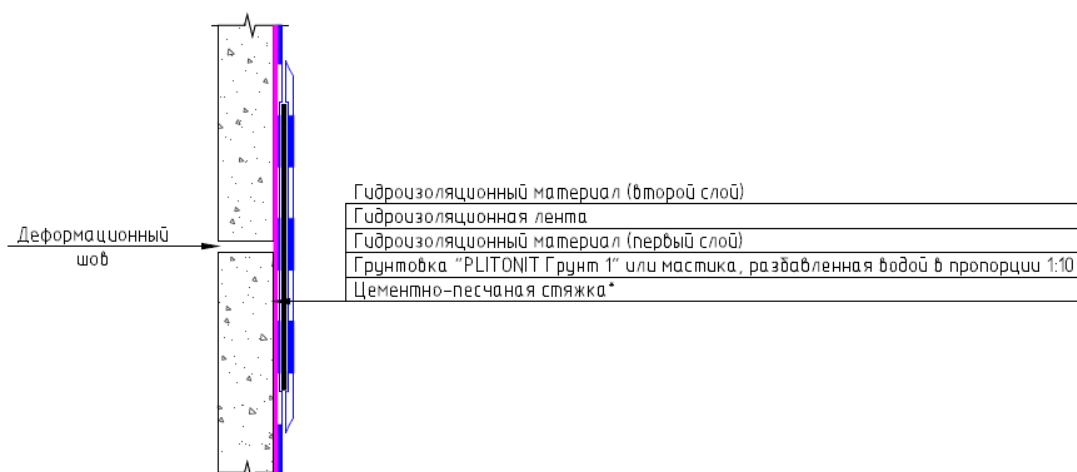 Гидроизоляционный материал (второй слой)
Гидроизоляционная лента
Гидроизоляционный материал (первый слой)
Грунтовка "PLITONIT Грунт 1" или мастика, разбавленная водой в пропорции 1:10
Цементно-песчаная стяжка*
Деформационный
шов